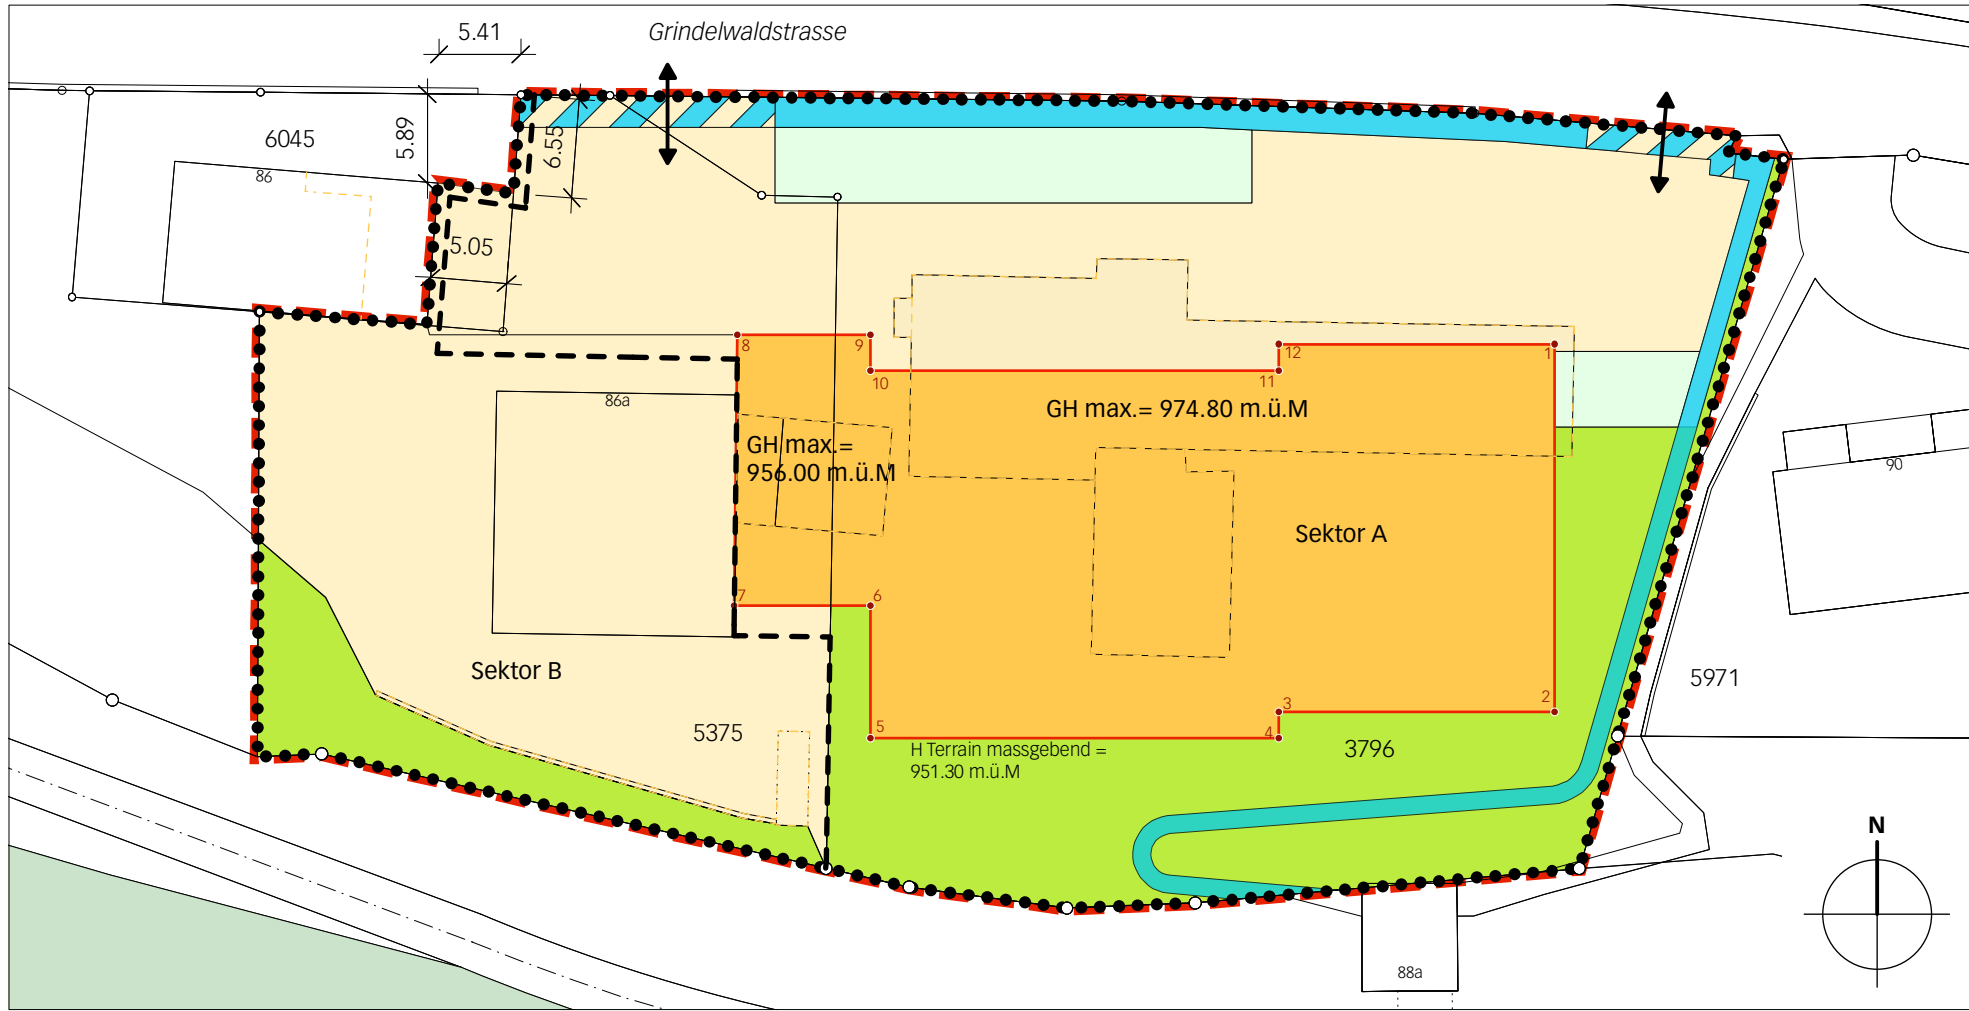 5.41
Grindelwaldstrasse
6045
5.89
6.55
86
5.05
8
9
12
1
10
11
86a
GH max.= 974.80 m.ü.M
GH max.=
956.00 m.ü.M
90
Sektor A
7
6
Sektor B
5971
2
3
5375
5
4
3796
H Terrain massgebend =
951.30 m.ü.M
N
88a